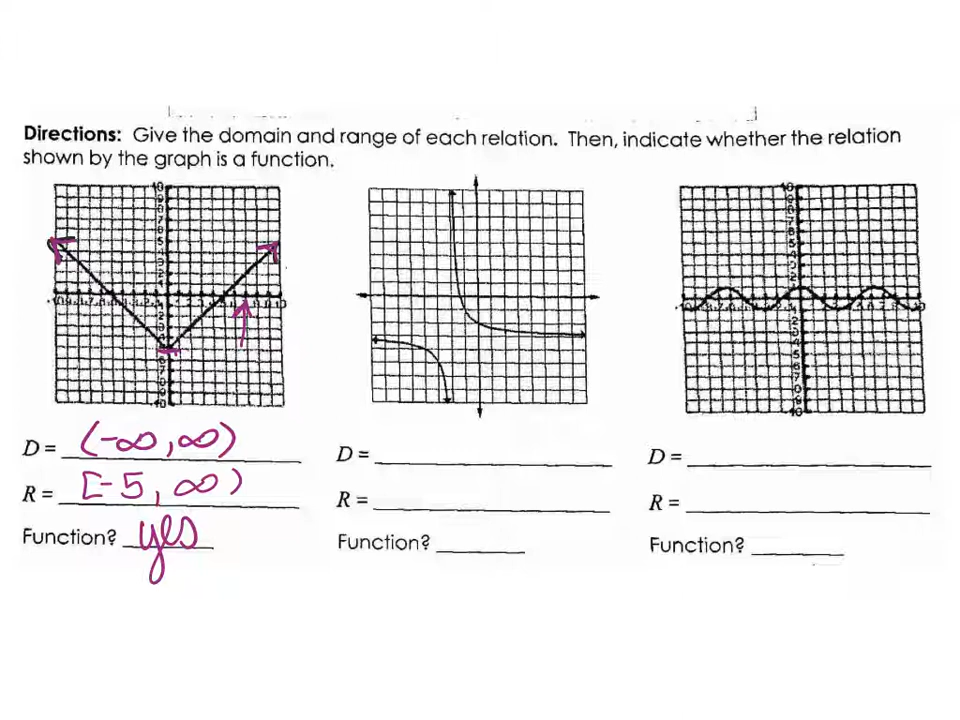 Directions: Give the domain and range of each relation. Then, indicate whether the relation
shown by the graph is a function.
D = (-∞, ∞)
R = [-5, ∞)
Function? yes
D =
R =
Function?
D =
R =
Function?